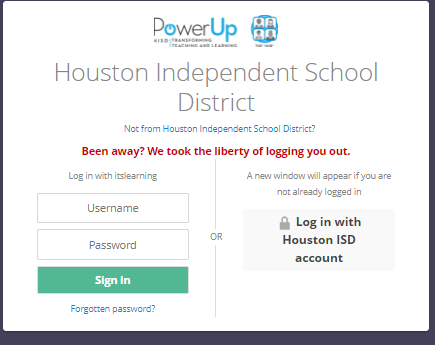 PowerUp
HISD TRANSFORMING
TEACHING AND LEARNING
Houston Independent School
District
Not from Houston Independent School District?
Been away? We took the liberty of logging you out.
Log in with itslearning
Username
Password
Sign in
Forgotten password?
OR
A new window will appear if you are
not already logged in
Log in with
Houston ISD
account